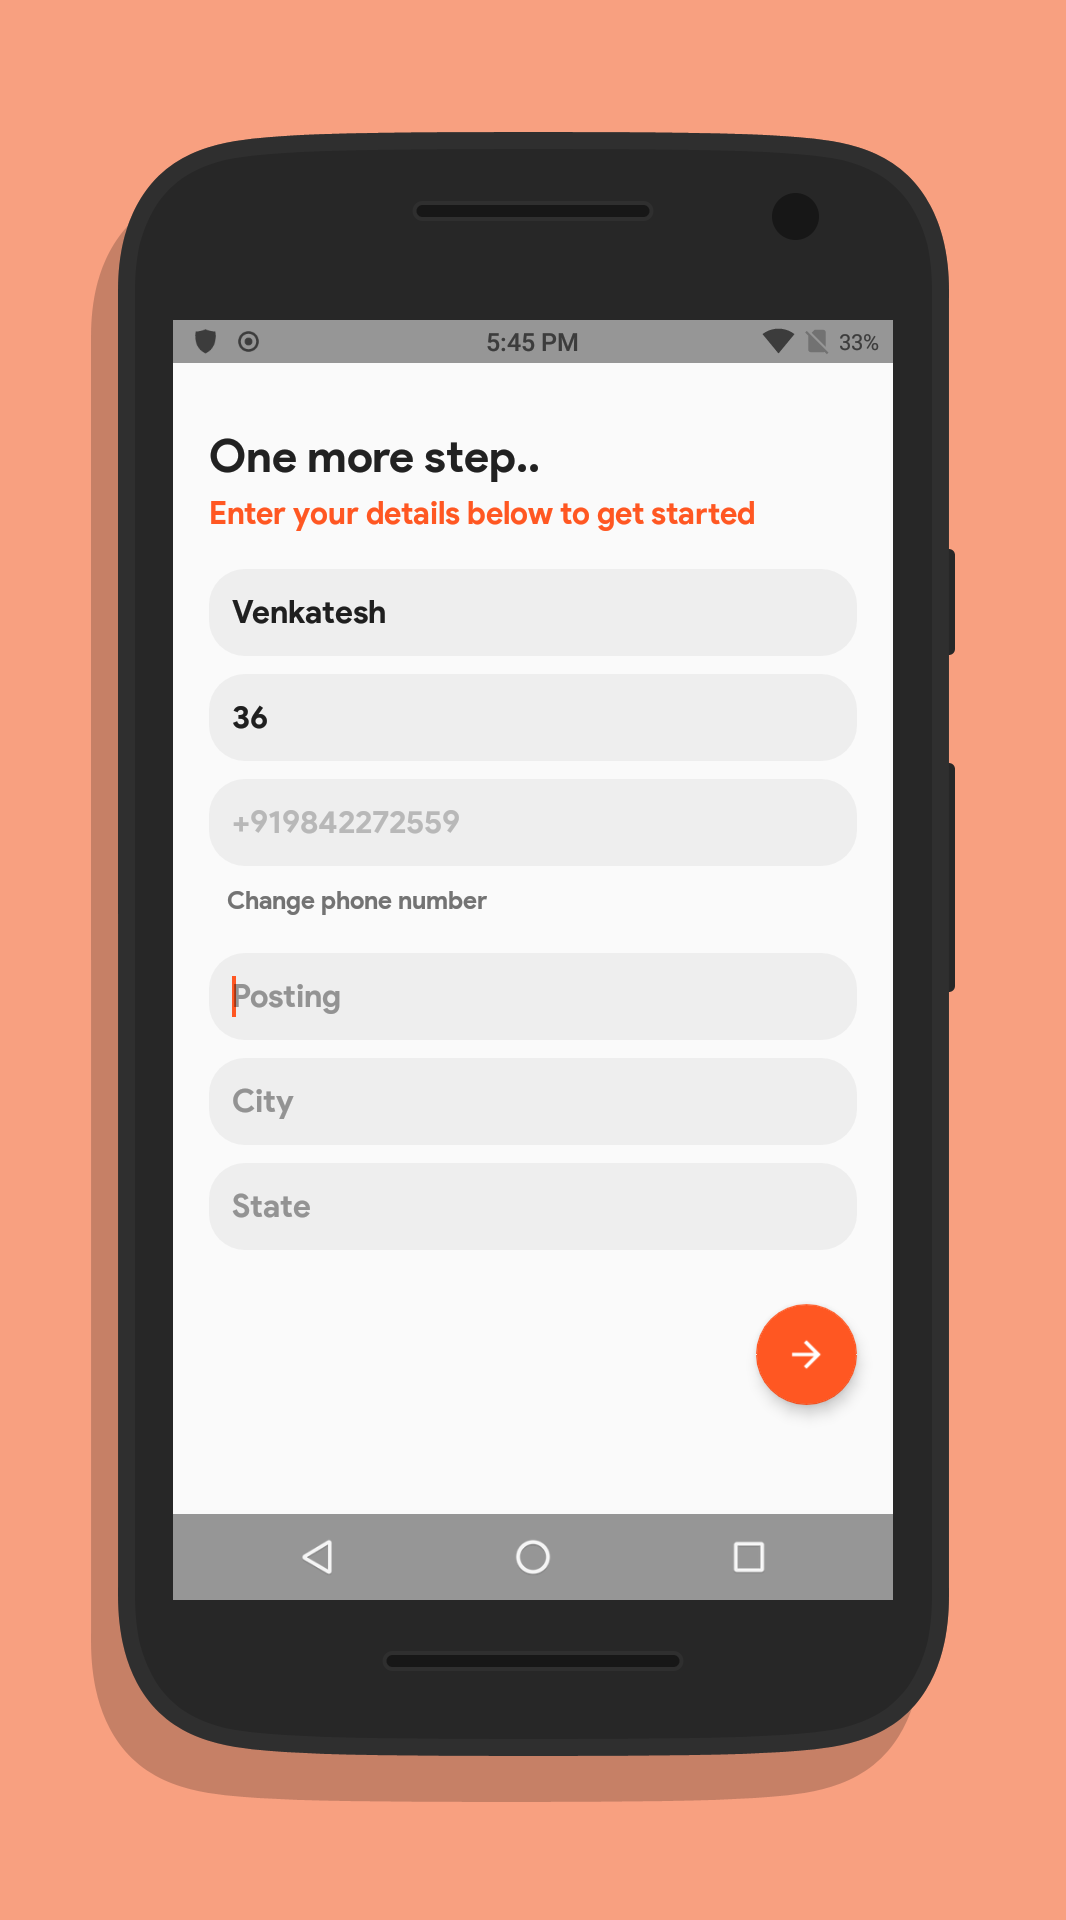 5:45 PM 33%
One more step..
Enter your details below to get started
Venkatesh
36
+919842272559
Change phone number
Posting
City
State